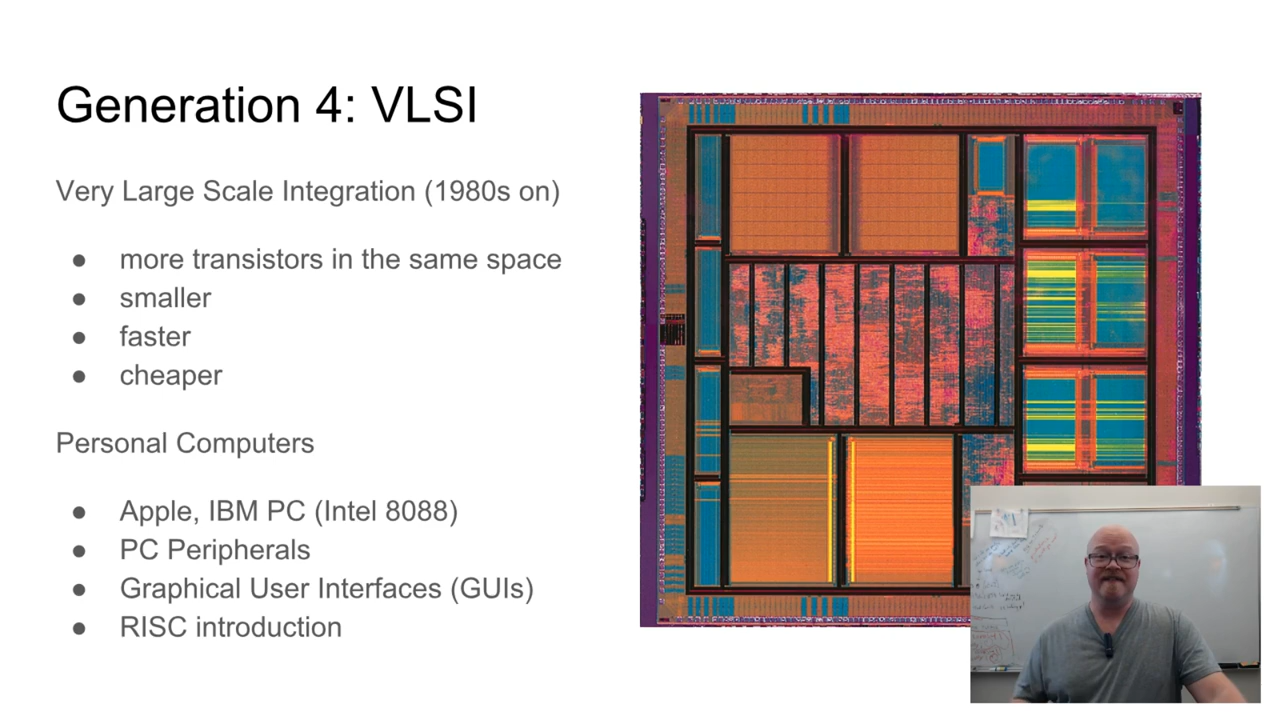 Generation 4: VLSI
Very Large Scale Integration (1980s on)
● more transistors in the same space
● smaller
● faster
● cheaper
Personal Computers
● Apple, IBM PC (Intel 8088)
● PC Peripherals
● Graphical User Interfaces (GUIs)
● RISC introduction